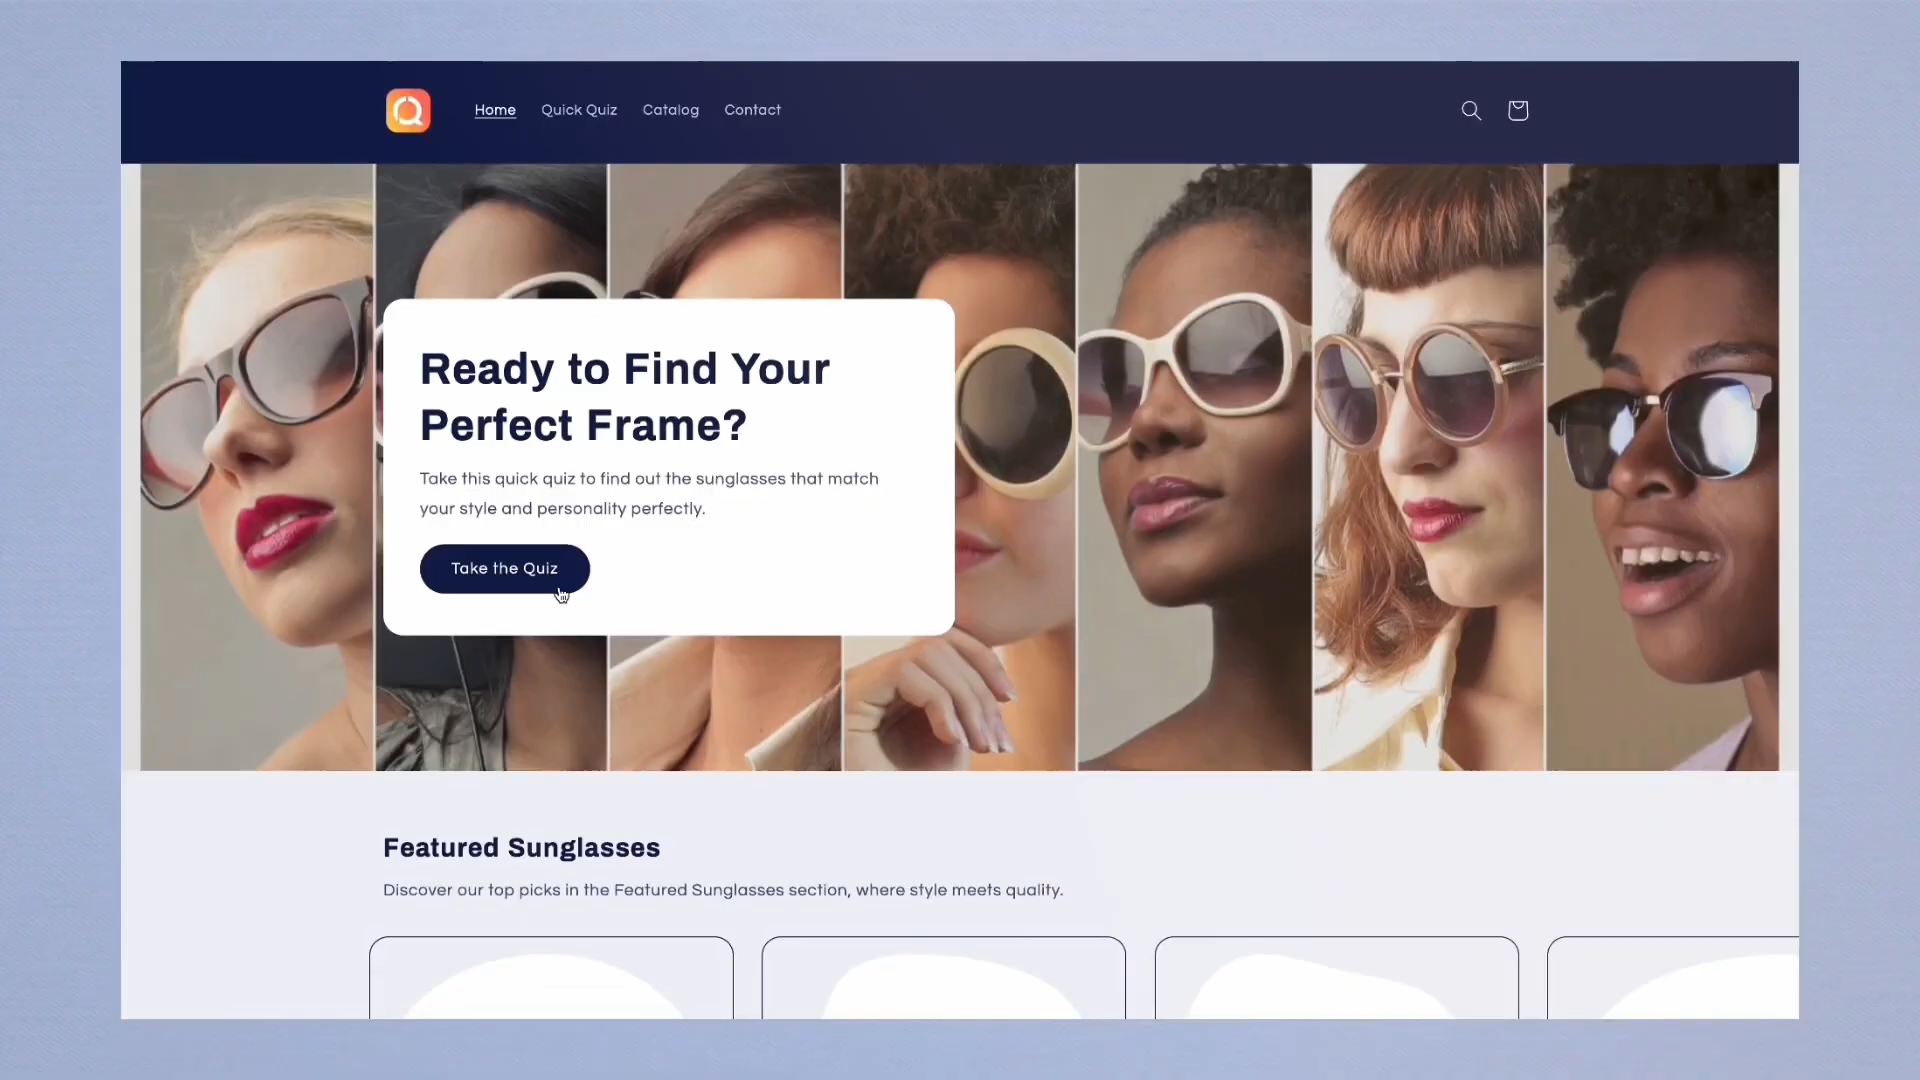 Home Quick Quiz Catalog Contact
Ready to Find Your
Perfect Frame?
Take this quick quiz to find out the sunglasses that match
your style and personality perfectly.
Take the Quiz
Featured Sunglasses
Discover our top picks in the Featured Sunglasses section, where style meets quality.